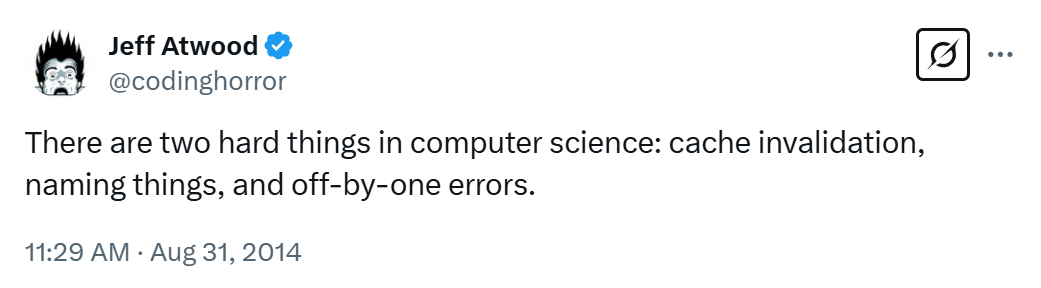 Jeff Atwood
@codinghorror
There are two hard things in computer science: cache invalidation,
naming things, and off-by-one errors.
11:29 AM · Aug 31, 2014